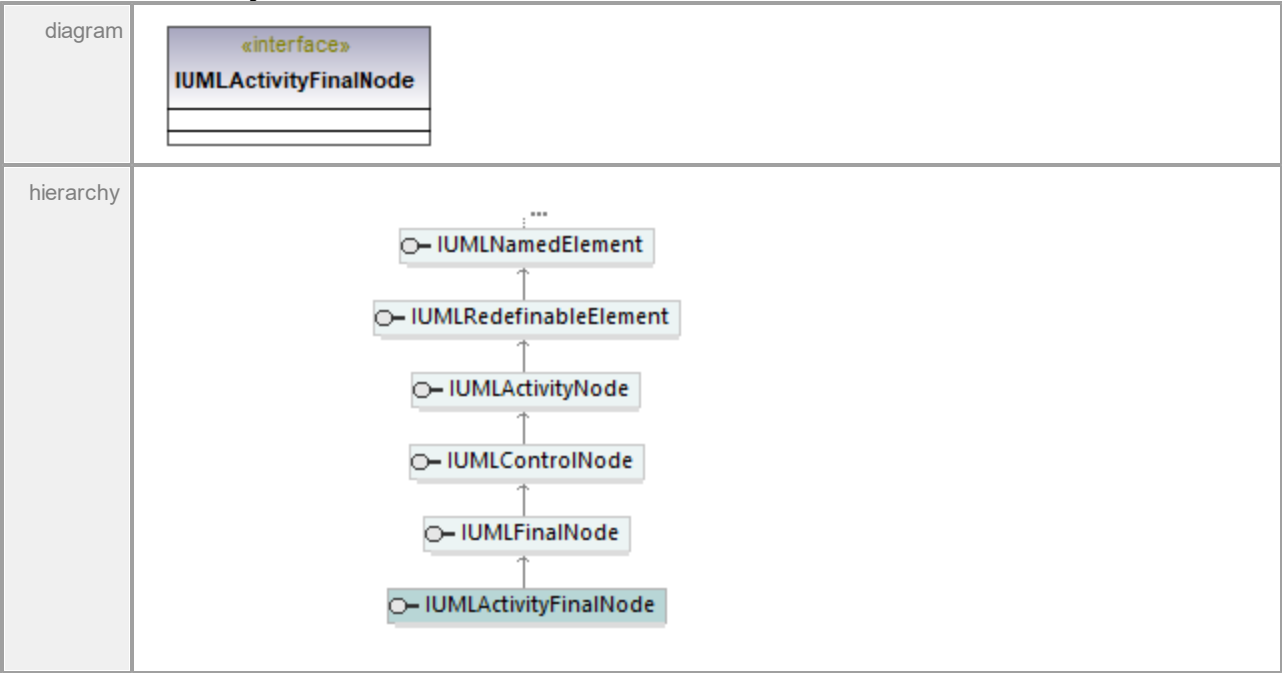 diagram
«interface»
IUMLActivityFinalNode
hierarchy
...
IUMLNamedElement
IUMLRedefinableElement
IUMLActivityNode
IUMLControlNode
IUMLFinalNode
IUMLActivityFinalNode